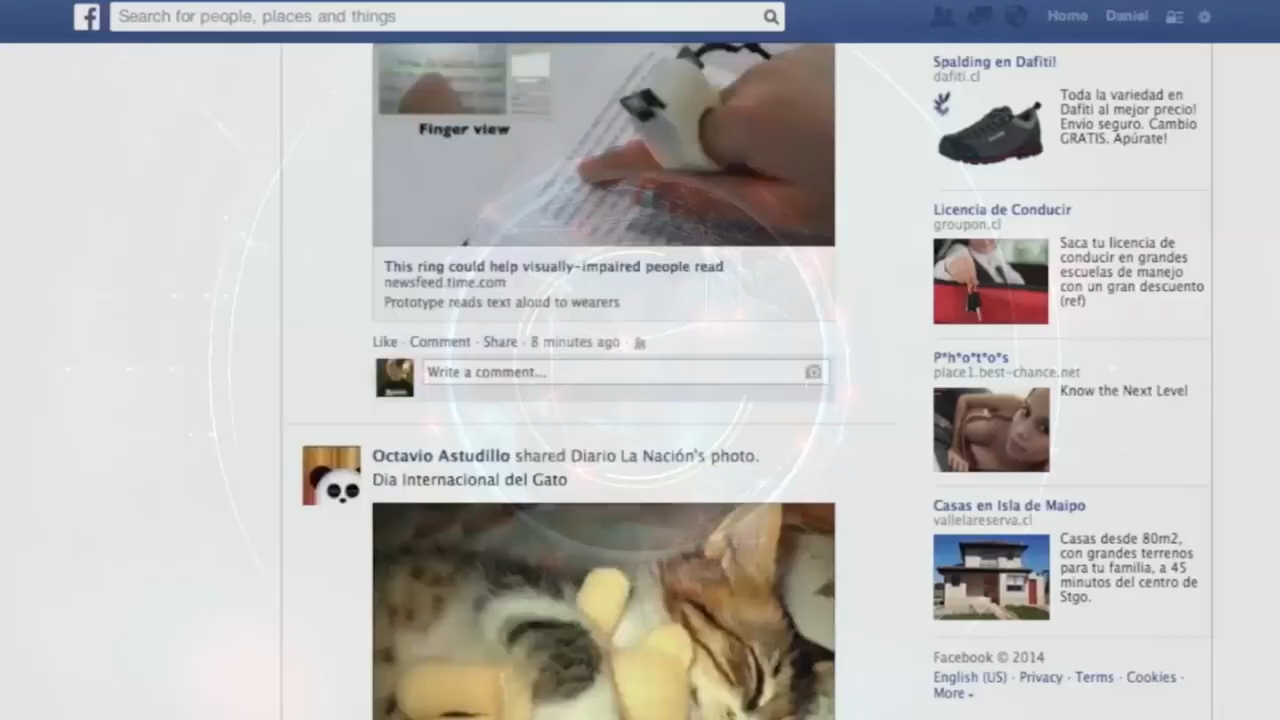 f
Search for people, places and things
Home Daniel
Finger view
This ring could help visually-impaired people read
newsfeed.time.com
Prototype reads text aloud to wearers
Like · Comment · Share · 8 minutes ago ·
Write a comment...
Octavio Astudillo shared Diario La Nación's photo.
Dia Internacional del Gato
Spalding en Dafiti!
dafiti.cl
Toda la variedad en
Dafiti al mejor precio!
Envio seguro. Cambio
GRATIS. Apúrate!
Licencia de Conducir
groupon.cl
Saca tu licencia de
conducir en grandes
escuelas de manejo
con un gran descuento
(ref)
P*h*o*t*o*s
place1.best-chance.net
Know the Next Level
Casas en Isla de Maipo
vallelareserva.cl
Casas desde 80m2,
con grandes terrenos
para tu familia, a 45
minutos del centro de
Stgo.
Facebook © 2014
English (US) · Privacy · Terms · Cookies ·
More